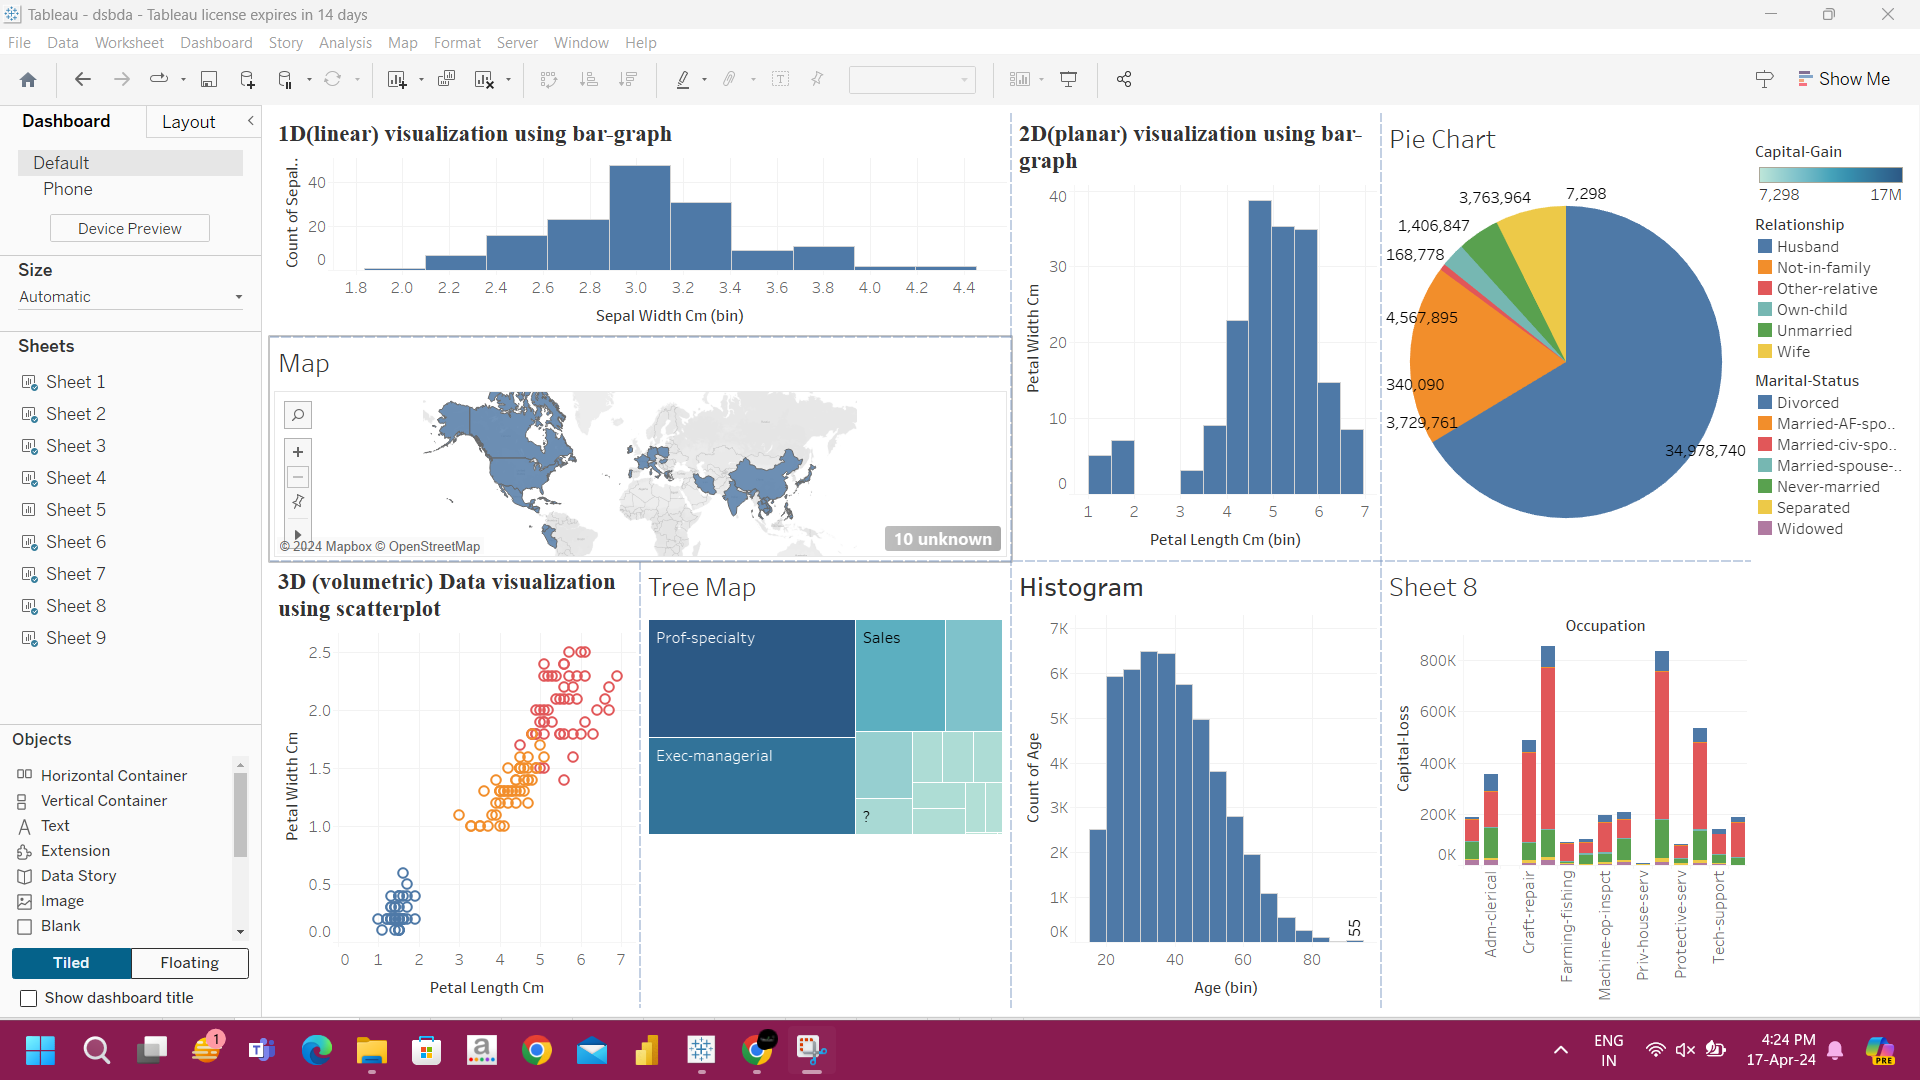 Tableau - dsbda - Tableau license expires in 14 days
File Data Worksheet Dashboard Story Analysis Map Format Server Window Help
Show Me
Dashboard Layout
Default
Phone
Device Preview
Size
Automatic
Sheets
Sheet 1
Sheet 2
Sheet 3
Sheet 4
Sheet 5
Sheet 6
Sheet 7
Sheet 8
Sheet 9
Objects
Horizontal Container
Vertical Container
Text
Extension
Data Story
Image
Blank
Tiled Floating
Show dashboard title
1D(linear) visualization using bar-graph
Count of Sepal..
40
20
0
1.8 2.0 2.2 2.4 2.6 2.8 3.0 3.2 3.4 3.6 3.8 4.0 4.2 4.4
Sepal Width Cm (bin)
Map
© 2024 Mapbox © OpenStreetMap
10 unknown
2D(planar) visualization using bar-
graph
Petal Width Cm
40
30
20
10
0
1 2 3 4 5 6 7
Petal Length Cm (bin)
Pie Chart
7,298
3,763,964
1,406,847
168,778
4,567,895
340,090
3,729,761
34,978,740
Capital-Gain
7,298 17M
Relationship
Husband
Not-in-family
Other-relative
Own-child
Unmarried
Wife
Marital-Status
Divorced
Married-AF-spo..
Married-civ-spo..
Married-spouse-..
Never-married
Separated
Widowed
3D (volumetric) Data visualization
using scatterplot
Petal Width Cm
2.5
2.0
1.5
1.0
0.5
0.0
0 1 2 3 4 5 6 7
Petal Length Cm
Tree Map
Prof-specialty
Sales
Exec-managerial
?
Histogram
Count of Age
7K
6K
5K
4K
3K
2K
1K
0K
55
20 40 60 80
Age (bin)
Sheet 8
Occupation
Capital-Loss
800K
600K
400K
200K
0K
Adm-clerical
Craft-repair
Farming-fishing
Machine-op-inspct
Priv-house-serv
Protective-serv
Tech-support
1
a
PRE
ENG
IN
4:24 PM
17-Apr-24